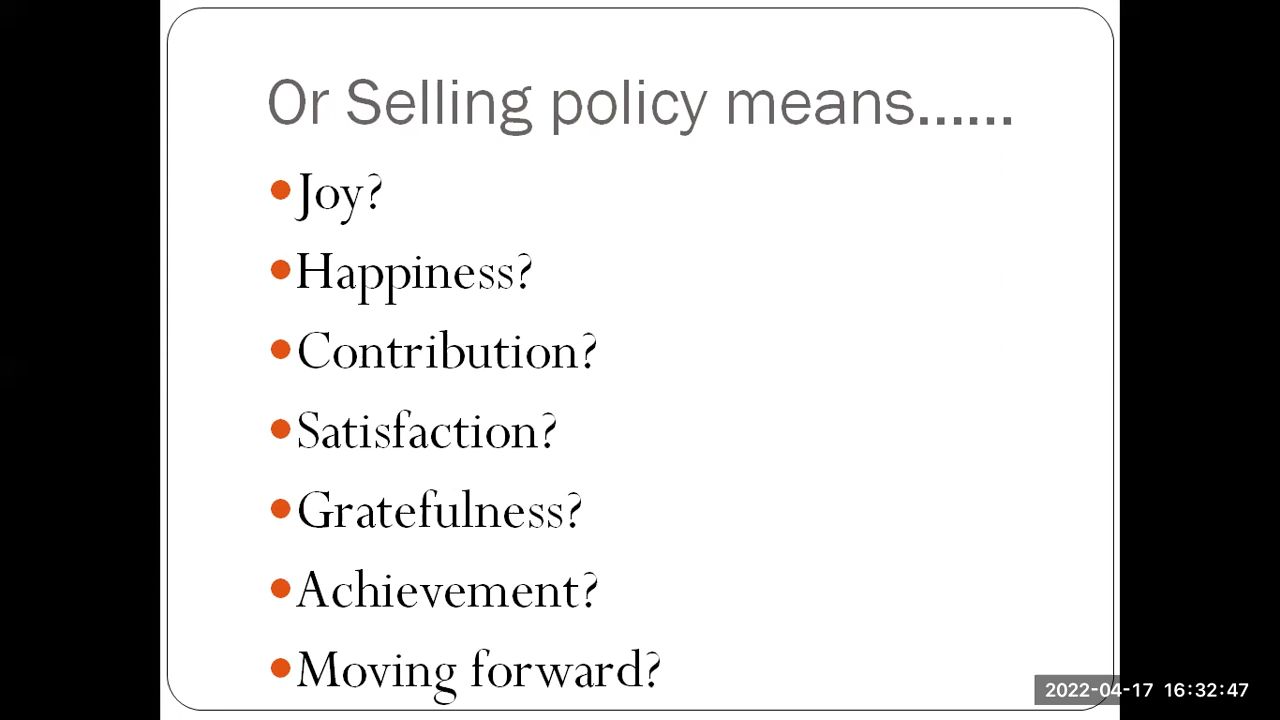 Or Selling policy means......
•Joy?
•Happiness?
•Contribution?
•Satisfaction?
•Gratefulness?
•Achievement?
•Moving forward?
2022-04-17 16:32:47